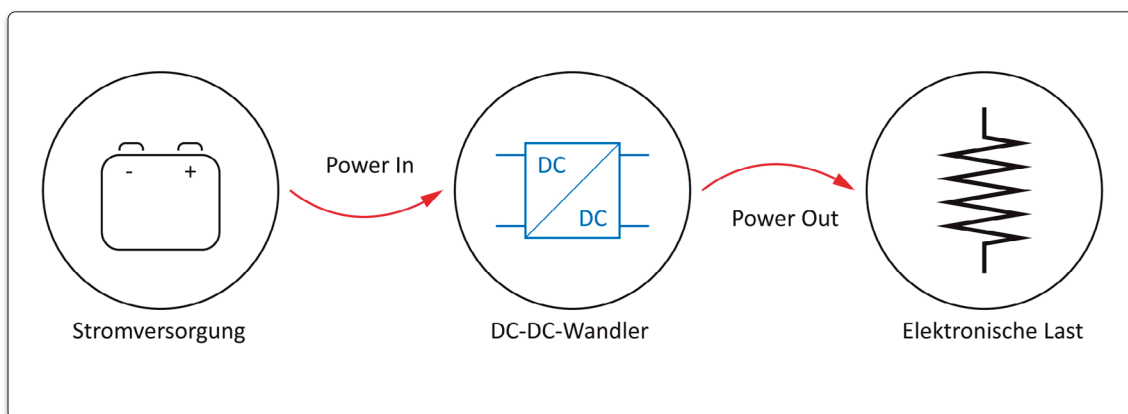 - +
Power In
DC
DC
Power Out
Stromversorgung
DC-DC-Wandler
Elektronische Last